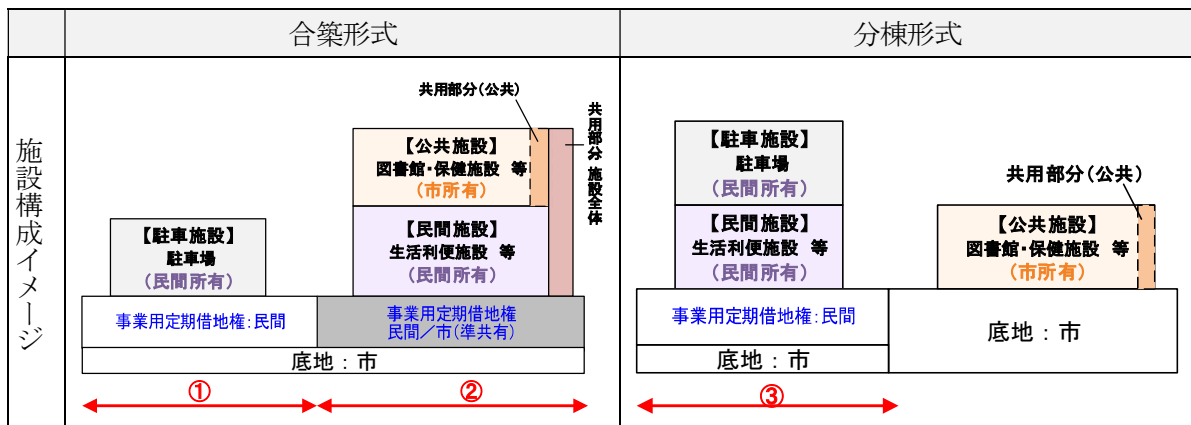 合築形式
分棟形式
施設構成イメージ
共用部分(公共)
共用部分 施設全体
【公共施設】
図書館・保健施設 等
(市所有)
【駐車施設】
駐車場
(民間所有)
【民間施設】
生活利便施設 等
(民間所有)
事業用定期借地権:民間
事業用定期借地権
民間/市(準共有)
底地:市
①
②
【駐車施設】
駐車場
(民間所有)
【民間施設】
生活利便施設 等
(民間所有)
共用部分(公共)
【公共施設】
図書館・保健施設 等
(市所有)
事業用定期借地権:民間
底地:市
底地:市
③